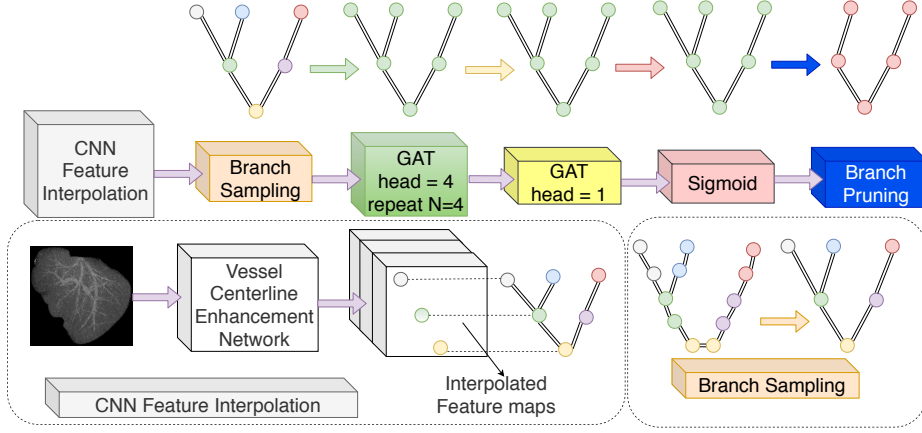 CNN
Feature
Interpolation
Branch
Sampling
GAT
head = 4
repeat N=4
GAT
head = 1
Sigmoid
Branch
Pruning
Vessel
Centerline
Enhancement
Network
Interpolated
Feature maps
CNN Feature Interpolation
Branch Sampling